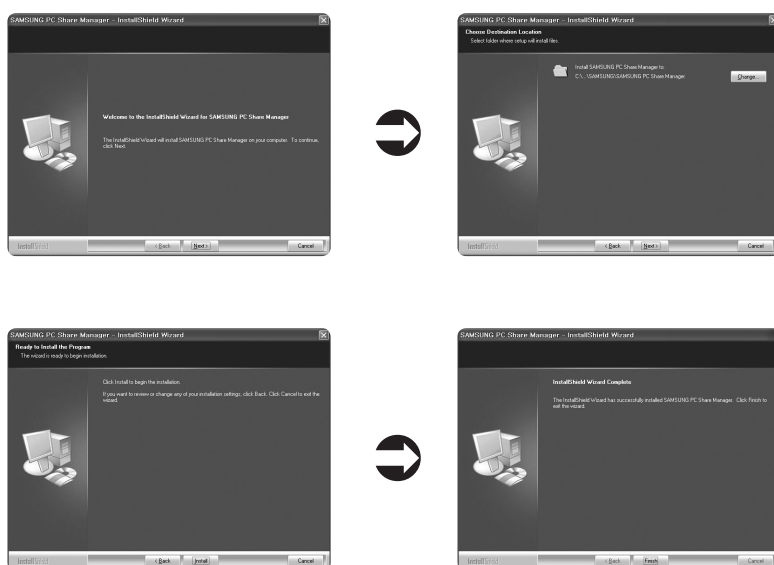 SAMSUNG PC Share Manager - InstallShield Wizard
Welcome to the InstallShield Wizard for SAMSUNG PC Share Manager
The InstallShield Wizard will install SAMSUNG PC Share Manager on your computer. To continue,
click Next.
InstallShield
< Back
Next >
Cancel
SAMSUNG PC Share Manager - InstallShield Wizard
Choose Destination Location
Select folder where setup will install files.
Install SAMSUNG PC Share Manager to:
C:\...\SAMSUNG\SAMSUNG PC Share Manager
Change...
InstallShield
< Back
Next >
Cancel
SAMSUNG PC Share Manager - InstallShield Wizard
Ready to Install the Program
The wizard is ready to begin installation.
Click Install to begin the installation.
If you want to review or change any of your installation settings, click Back. Click Cancel to exit the
wizard.
InstallShield
< Back
Install
Cancel
SAMSUNG PC Share Manager - InstallShield Wizard
InstallShield Wizard Complete
The InstallShield Wizard has successfully installed SAMSUNG PC Share Manager. Click Finish to
exit the wizard.
InstallShield
< Back
Finish
Cancel